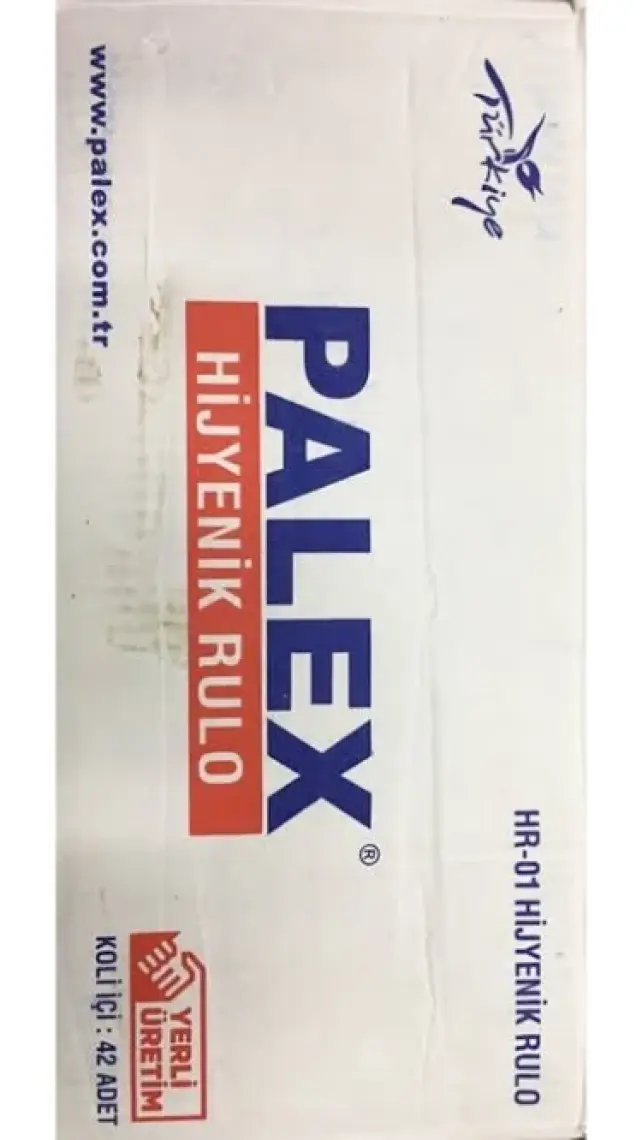 Türkiye
HR-01 HİJYENİK RULO
PALEX®
HİJYENİK RULO
www.palex.com.tr
YERLİ
ÜRETİM
KOLİ İÇİ : 42 ADET